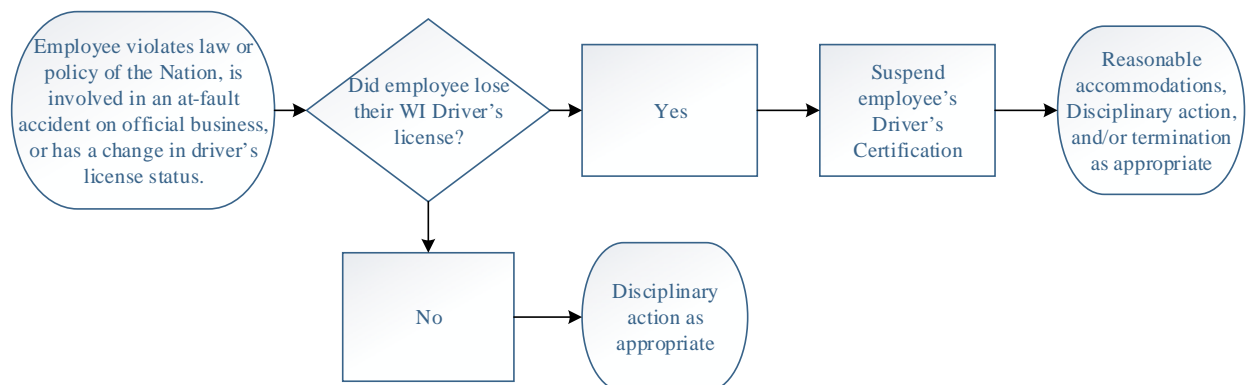 Employee violates law or
policy of the Nation, is
involved in an at-fault
accident on official business,
or has a change in driver's
license status.
Did employee lose
their WI Driver's
license?
Yes
Suspend
employee's
Driver's
Certification
Reasonable
accommodations,
Disciplinary action,
and/or termination
as appropriate
No
Disciplinary
action as
appropriate